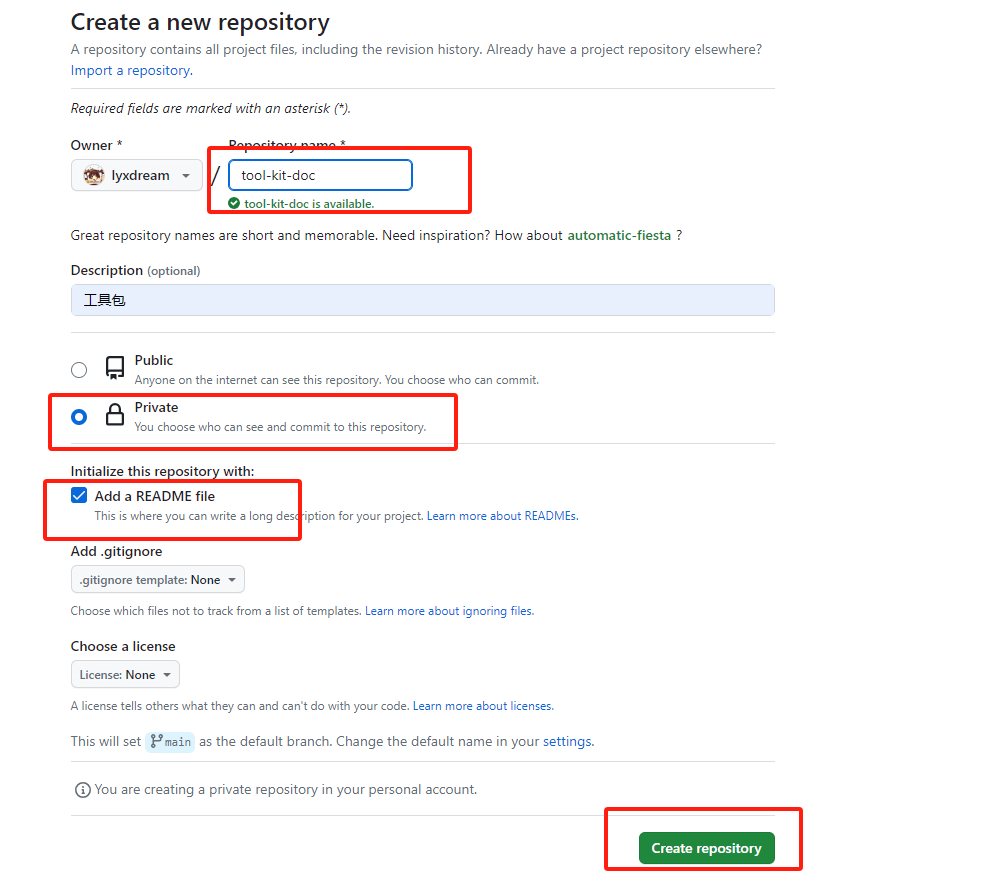 Create a new repository
A repository contains all project files, including the revision history. Already have a project repository elsewhere?
Import a repository.
Required fields are marked with an asterisk (*).
Owner *
Repository name *
lyxdream
/
tool-kit-doc
tool-kit-doc is available.
Great repository names are short and memorable. Need inspiration? How about automatic-fiesta ?
Description (optional)
工具包
Public
Anyone on the internet can see this repository. You choose who can commit.
Private
You choose who can see and commit to this repository.
Initialize this repository with:
Add a README file
This is where you can write a long description for your project. Learn more about READMEs.
Add .gitignore
.gitignore template: None
Choose which files not to track from a list of templates. Learn more about ignoring files.
Choose a license
License: None
A license tells others what they can and can't do with your code. Learn more about licenses.
This will set main as the default branch. Change the default name in your settings.
You are creating a private repository in your personal account.
Create repository